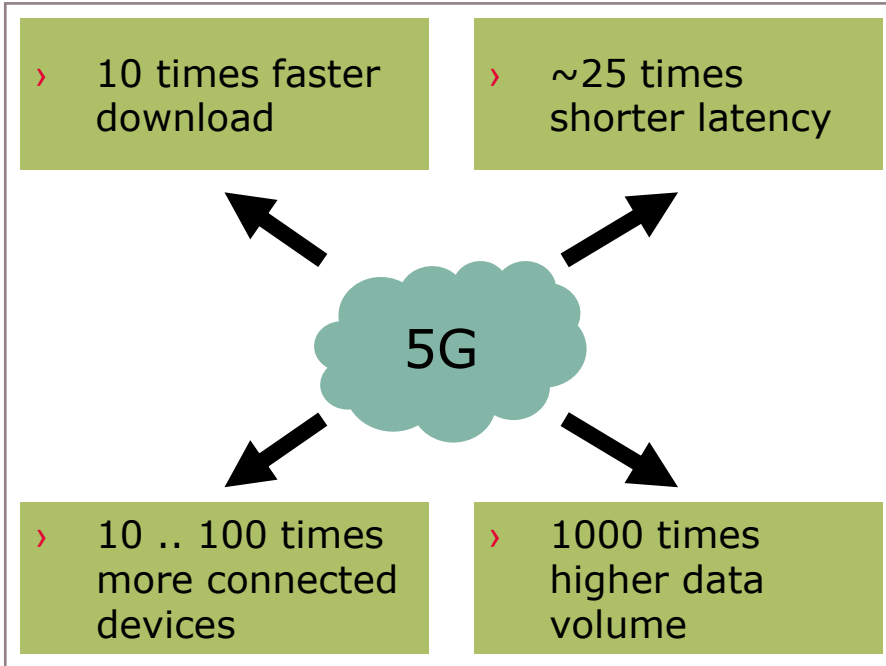 › 10 times faster
download
› ~25 times
shorter latency
5G
› 10 .. 100 times
more connected
devices
› 1000 times
higher data
volume